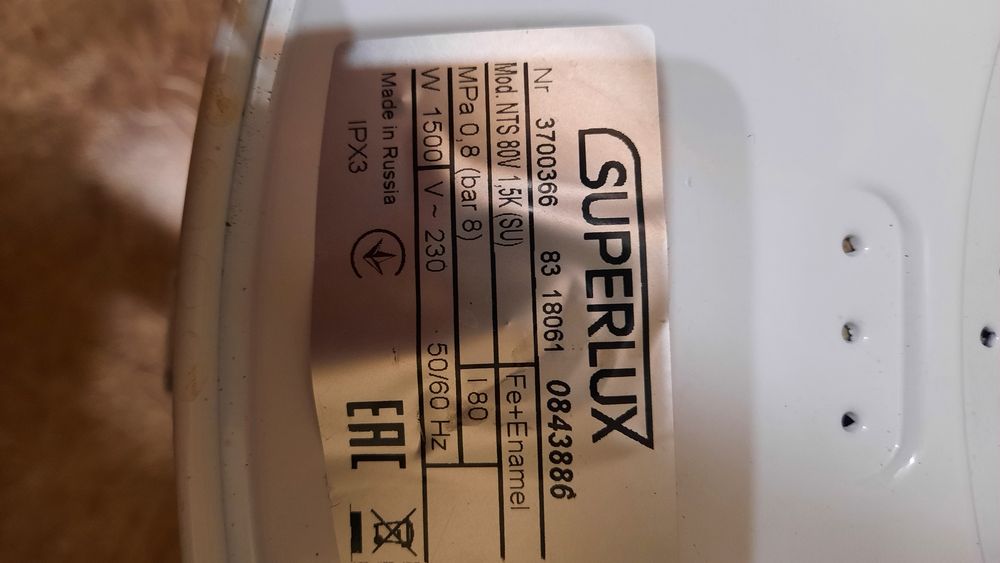 SUPERLUX
Nr 3700366 83 18061 0843886
Mod. NTS 80V 1,5K (SU) Fe+Enamel
MPa 0,8 (bar 8) l 80
W 1500 V~ 230 50/60 Hz
Made in Russia
IPX3
EAC